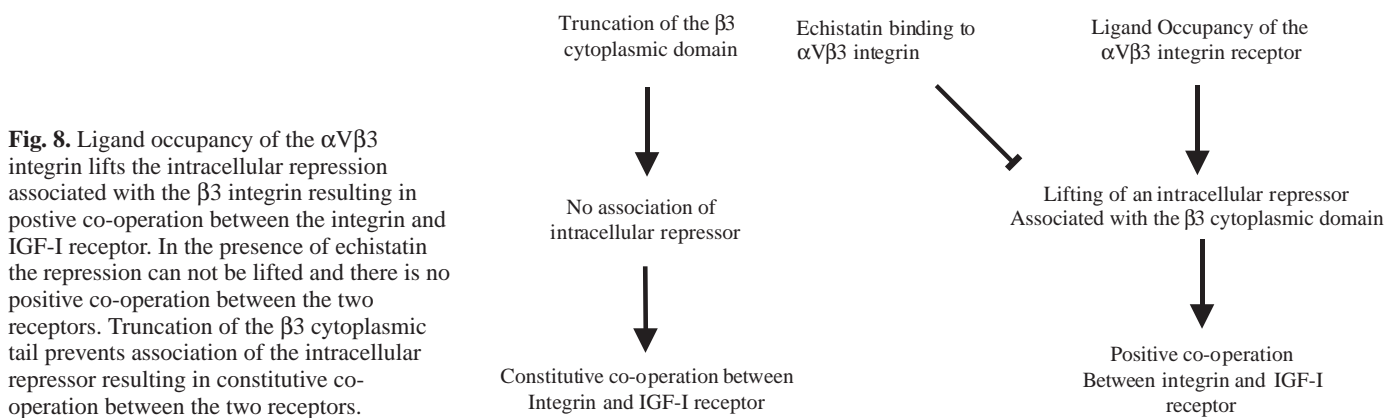 Fig. 8. Ligand occupancy of the αVβ3
integrin lifts the intracellular repression
associated with the β3 integrin resulting in
postive co-operation between the integrin and
IGF-I receptor. In the presence of echistatin
the repression can not be lifted and there is no
positive co-operation between the two
receptors. Truncation of the β3 cytoplasmic
tail prevents association of the intracellular
repressor resulting in constitutive co-
operation between the two receptors.
Truncation of the β3
cytoplasmic domain
No association of
intracellular repressor
Constitutive co-operation between
Integrin and IGF-I receptor
Echistatin binding to
αVβ3 integrin
Ligand Occupancy of the
αVβ3 integrin receptor
Lifting of an intracellular repressor
Associated with the β3 cytoplasmic domain
Positive co-operation
Between integrin and IGF-I
receptor